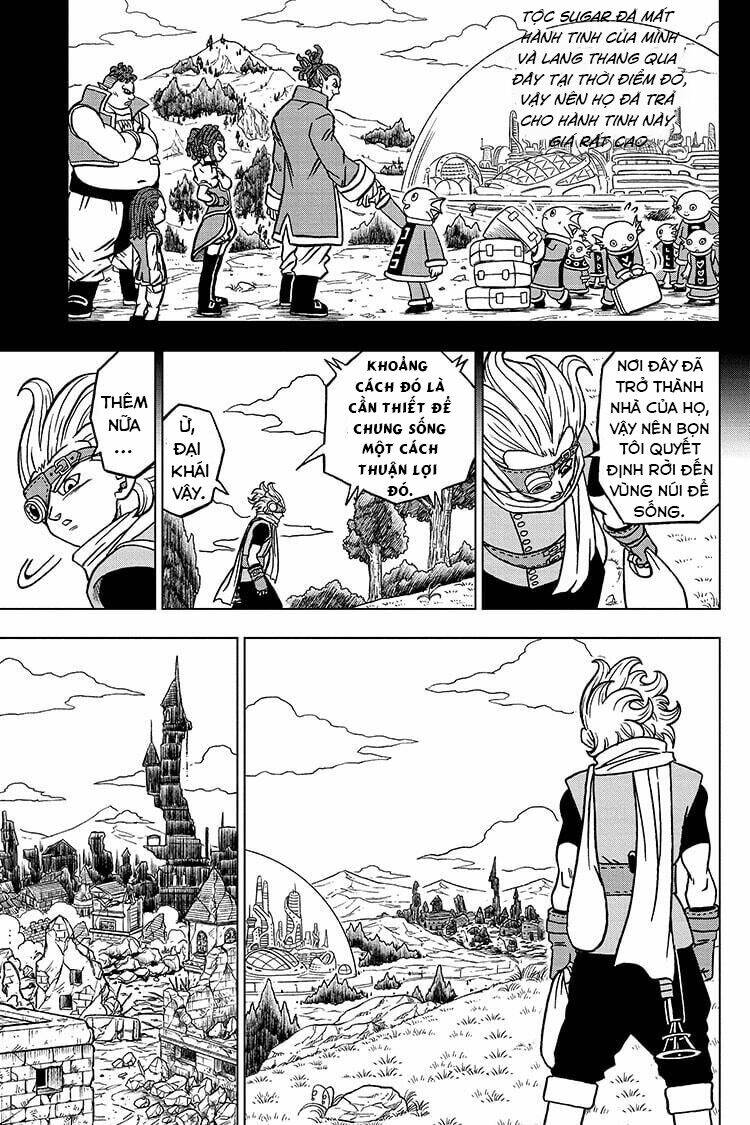 TỘC SUGAR ĐÃ MẤT
HÀNH TINH CỦA MÌNH
VÀ LANG THANG QUA
ĐÂY TẠI THỜI ĐIỂM ĐÓ,
VẬY NÊN HỌ ĐÃ TRẢ
CHO HÀNH TINH NÀY
GIÁ RẤT CAO.
NƠI ĐÂY ĐÃ
TRỞ THÀNH
NHÀ CỦA HỌ,
VẬY NÊN BỌN
TÔI QUYẾT
ĐỊNH RỜI ĐẾN
VÙNG NÚI ĐỂ
SỐNG.
KHOẢNG
CÁCH ĐÓ LÀ
CẦN THIẾT ĐỂ
CHUNG SỐNG
MỘT CÁCH
THUẬN LỢI
ĐÓ.
Ừ,
ĐẠI
KHÁI
VẬY.
THÊM
NỮA
...